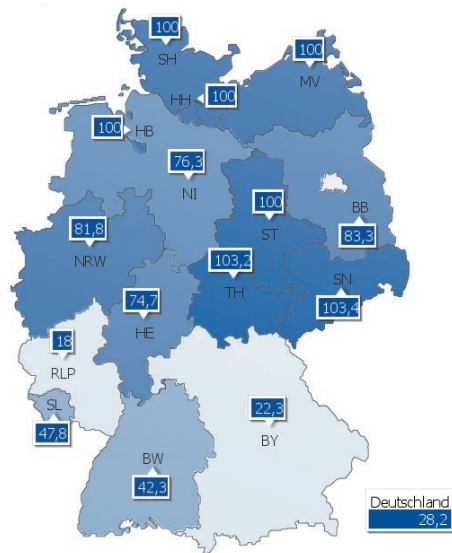 100
SH
100
MV
HH
100
100
HB
76,3
NI
100
ST
BB
83,3
81,8
NRW
103,2
TH
SN
103,4
74,7
HE
18
RLP
SL
47,8
22,3
BY
BW
42,3
Deutschland
28,2